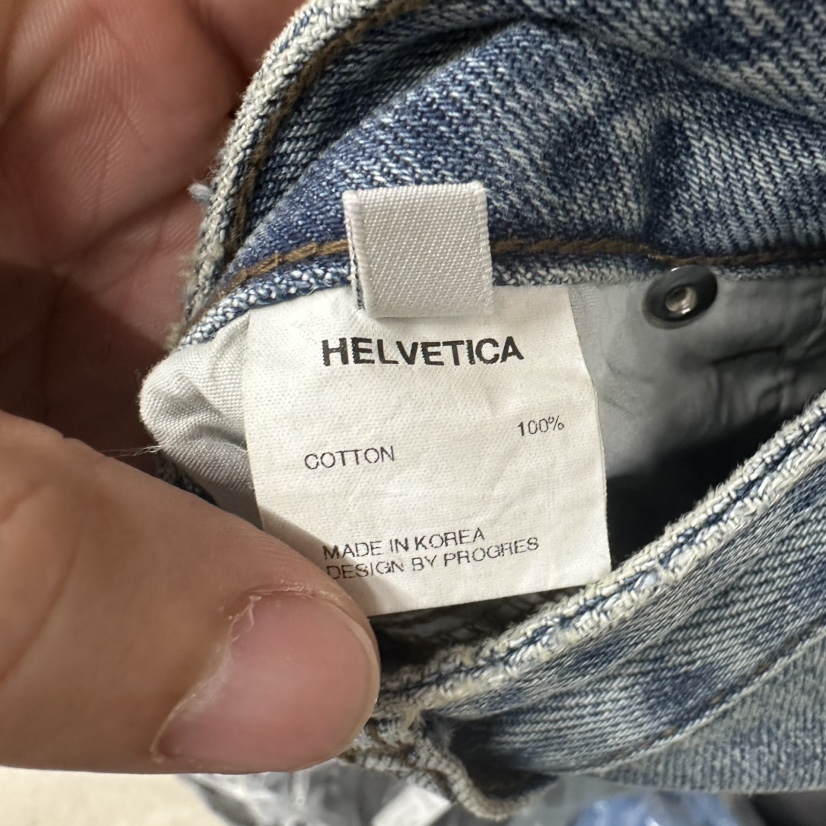 HELVETICA
100%
COTTON
MADE IN KOREA
DESIGN BY PROGRES